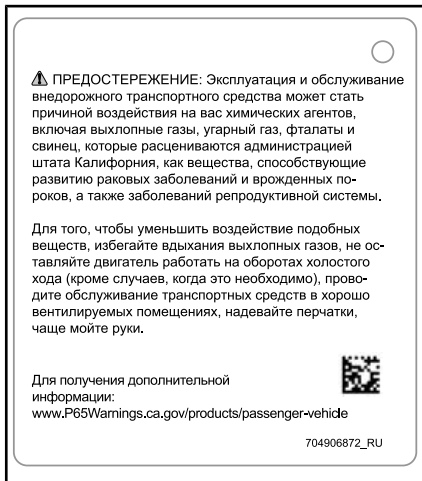 ⚠ ПРЕДОСТЕРЕЖЕНИЕ: Эксплуатация и обслуживание
внедорожного транспортного средства может стать
причиной воздействия на вас химических агентов,
включая выхлопные газы, угарный газ, фталаты и
свинец, которые расцениваются администрацией
штата Калифорния, как вещества, способствующие
развитию раковых заболеваний и врожденных по-
роков, а также заболеваний репродуктивной системы.
Для того, чтобы уменьшить воздействие подобных
веществ, избегайте вдыхания выхлопных газов, не ос-
тавляйте двигатель работать на оборотах холостого
хода (кроме случаев, когда это необходимо), прово-
дите обслуживание транспортных средств в хорошо
вентилируемых помещениях, надевайте перчатки,
чаще мойте руки.
Для получения дополнительной
информации:
www.P65Warnings.ca.gov/products/passenger-vehicle
704906872_RU